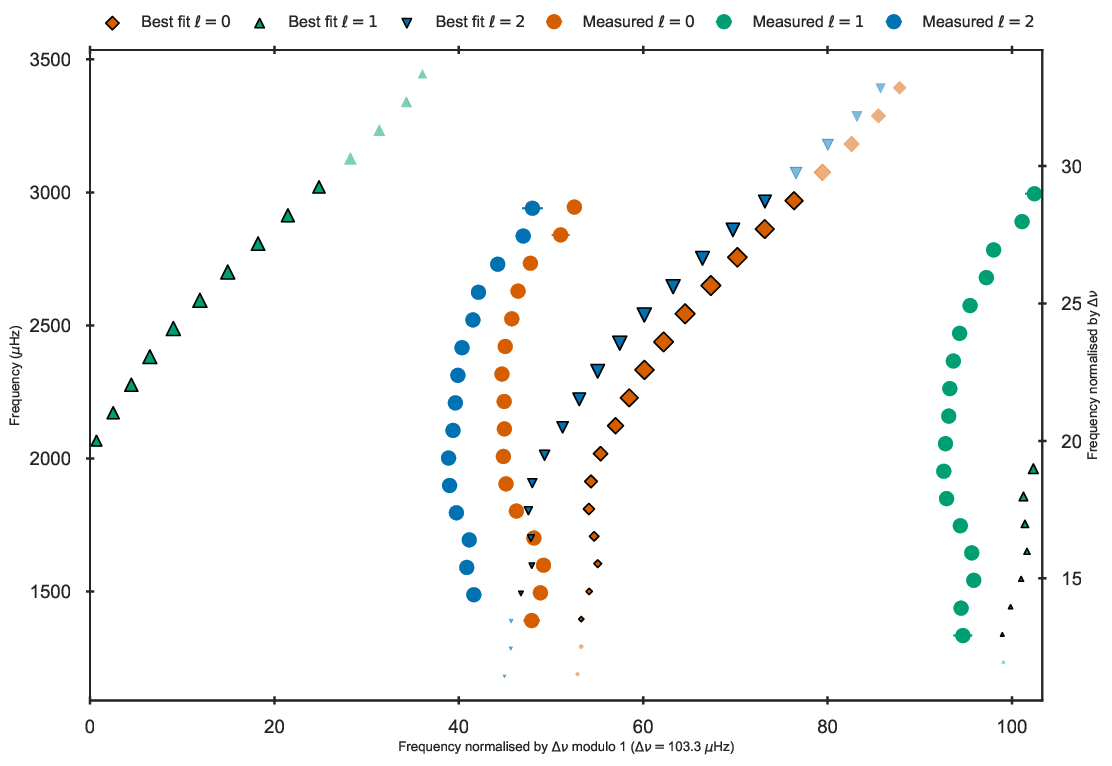 Best fit ℓ = 0 Best fit ℓ = 1 Best fit ℓ = 2 Measured ℓ = 0 Measured ℓ = 1 Measured ℓ = 2
3500
3000
2500
2000
1500
Frequency (μHz)
30
25
20
15
Frequency normalised by Δν
0 20 40 60 80 100
Frequency normalised by Δν modulo 1 (Δν = 103.3 μHz)